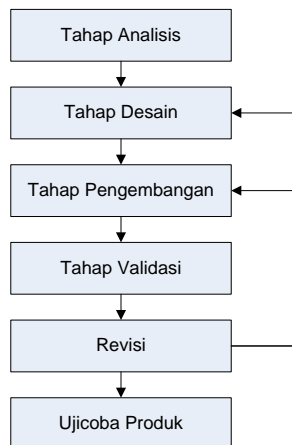 Tahap Analisis
Tahap Desain
Tahap Pengembangan
Tahap Validasi
Revisi
Ujicoba Produk